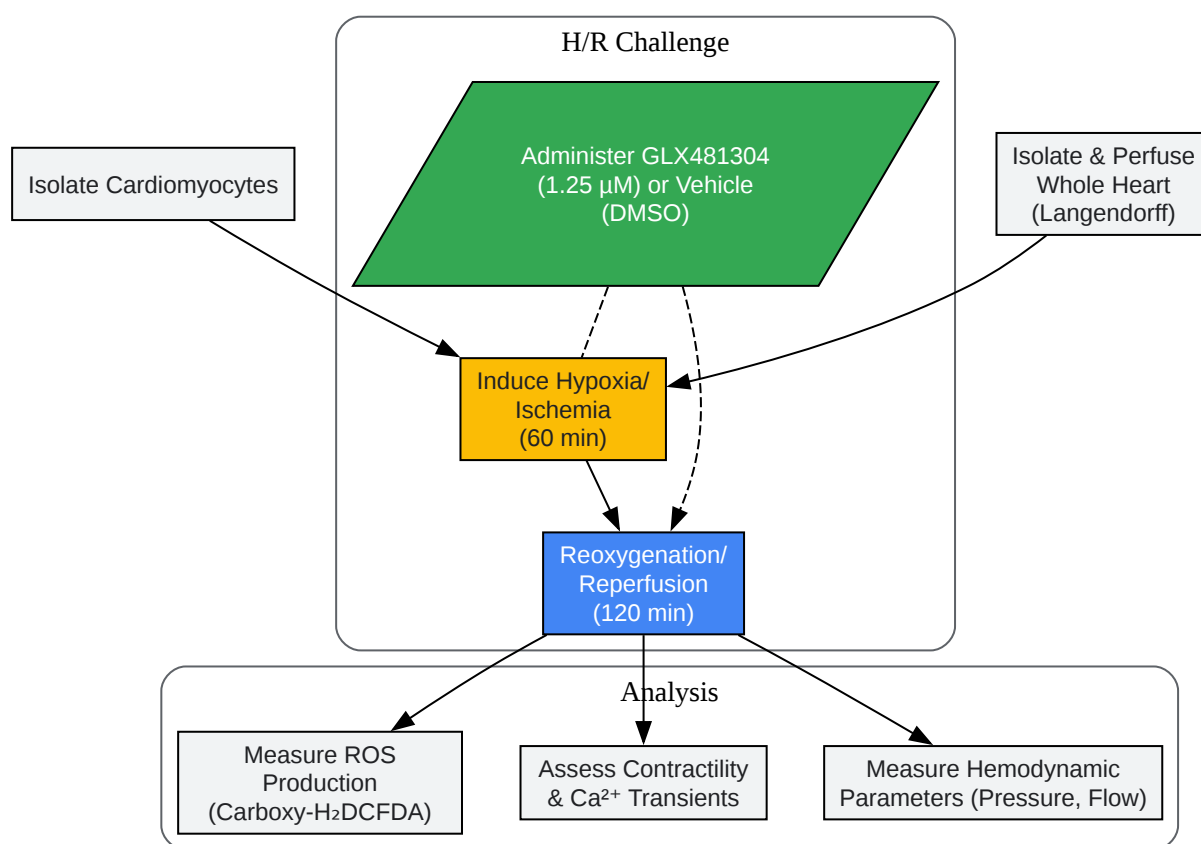 H/R Challenge
Administer GLX481304
(1.25 µM) or Vehicle
(DMSO)
Isolate Cardiomyocytes
Isolate & Perfuse
Whole Heart
(Langendorff)
Induce Hypoxia/
Ischemia
(60 min)
Reoxygenation/
Reperfusion
(120 min)
Analysis
Measure ROS
Production
(Carboxy-H₂DCFDA)
Assess Contractility
& Ca²⁺ Transients
Measure Hemodynamic
Parameters (Pressure, Flow)